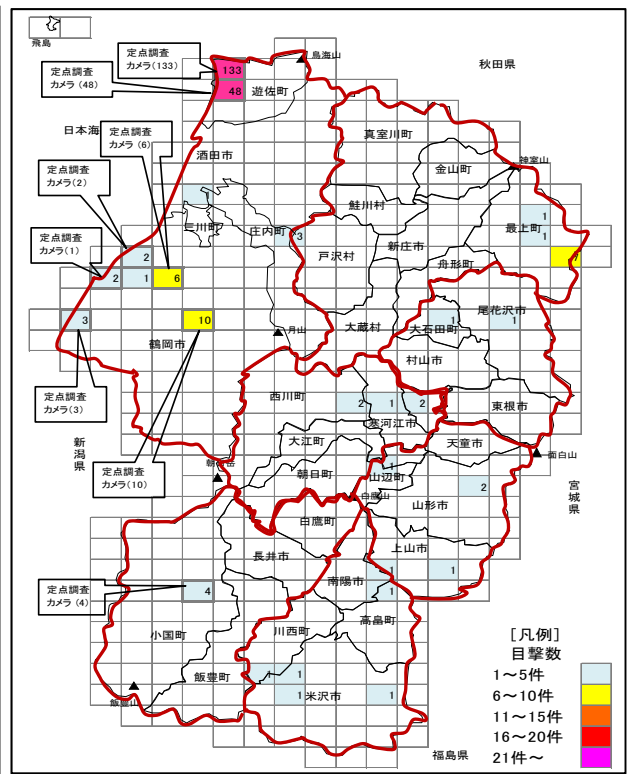 飛島
定点調査
カメラ(133)
鳥海山
秋田県
133
定点調査
カメラ(48)
48
遊佐町
日本海
定点調査
カメラ(6)
真室川町
定点調査
カメラ(2)
酒田市
金山町
神室山
1
鮭川村
1
三川町
庄内町
3
最上町
1
新庄市
定点調査
カメラ(1)
2
戸沢村
舟形町
7
2
1
6
3
10
大蔵村
大石田町
1
尾花沢市
1
鶴岡市
月山
村山市
定点調査
カメラ(3)
西川町
2
1
2
東根市
寒河江市
新潟県
大江町
天童市
面白山
定点調査
カメラ(10)
朝日岳
朝日町
1
山辺町
2
白鷹山
山形市
宮城県
白鷹町
長井市
上山市
南陽市
1
1
定点調査
カメラ(4)
4
1
小国町
川西町
高畠町
[凡例]
目撃数
飯豊町
1
1
1~5件
飯豊山
1
米沢市
1
6~10件
11~15件
16~20件
福島県
21件~